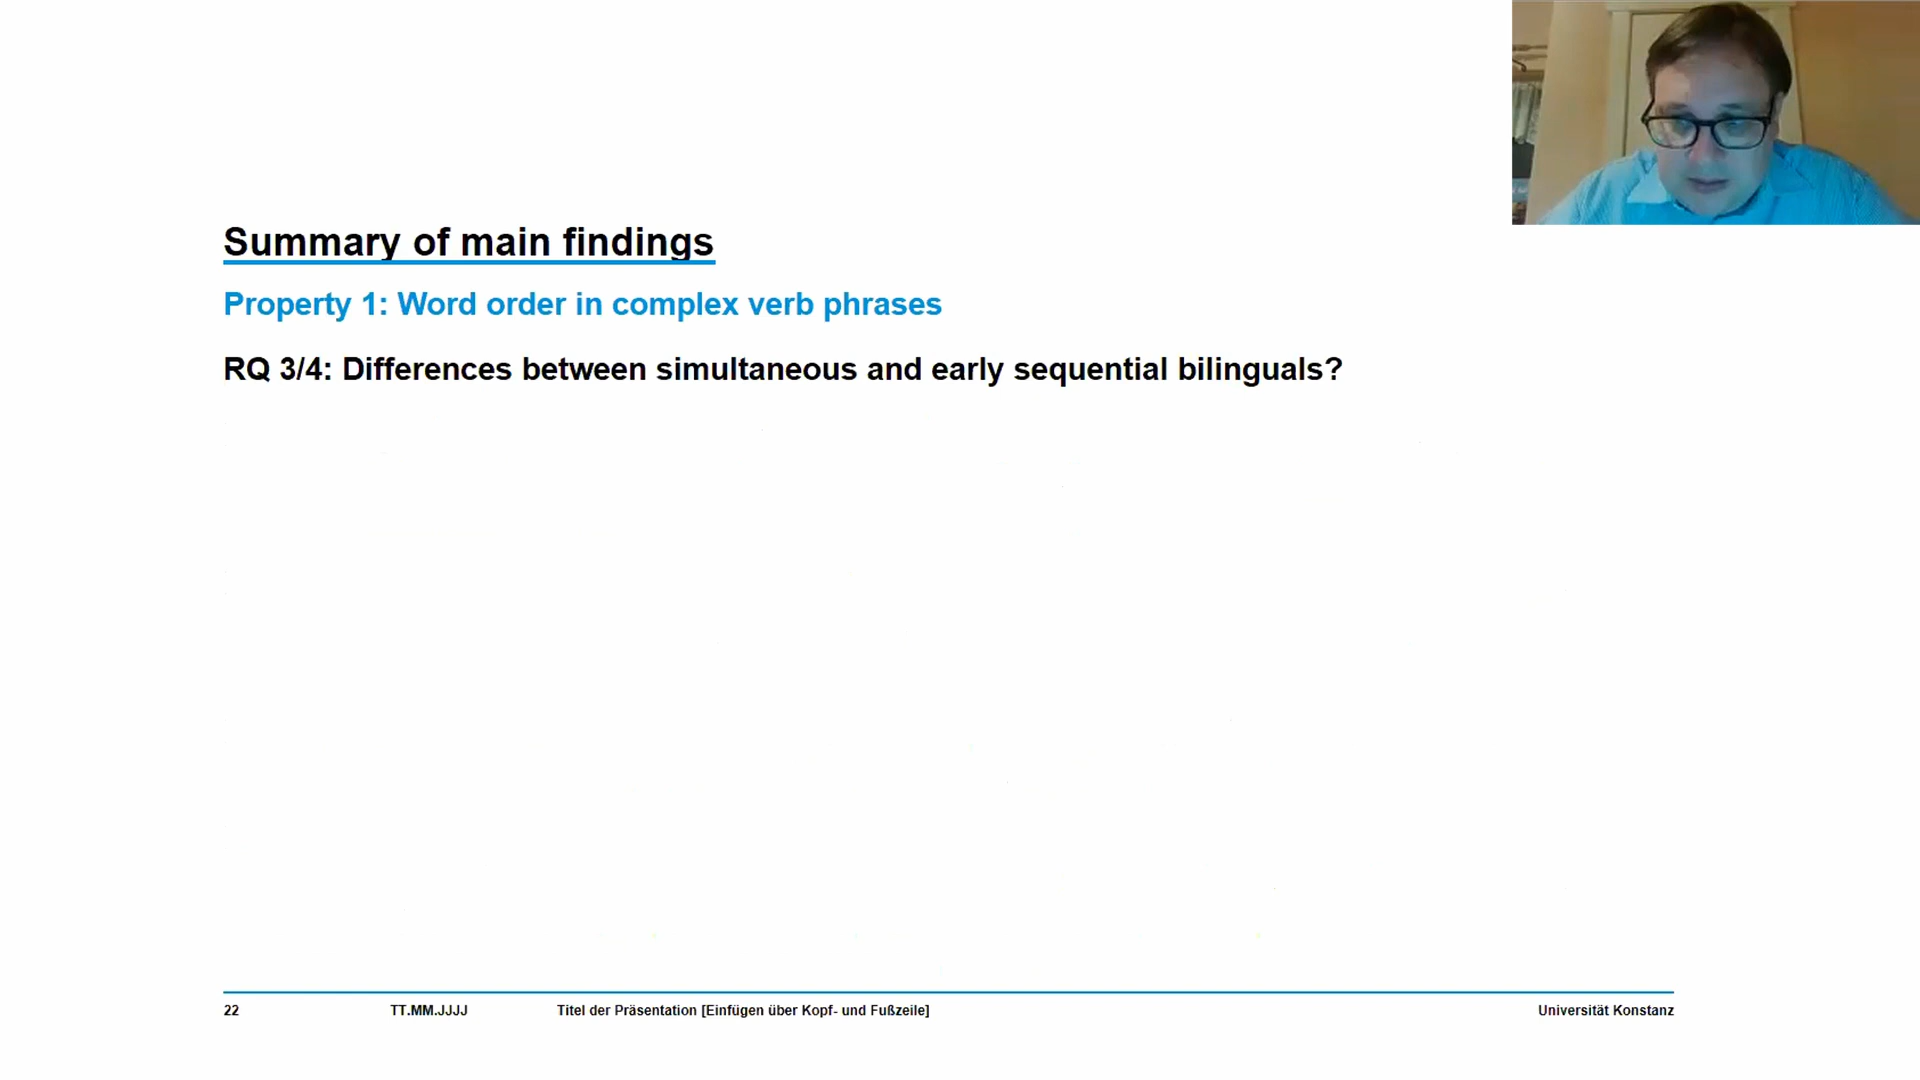 Summary of main findings
Property 1: Word order in complex verb phrases
RQ 3/4: Differences between simultaneous and early sequential bilinguals?
22 TT.MM.JJJJ Titel der Präsentation [Einfügen über Kopf- und Fußzeile] Universität Konstanz